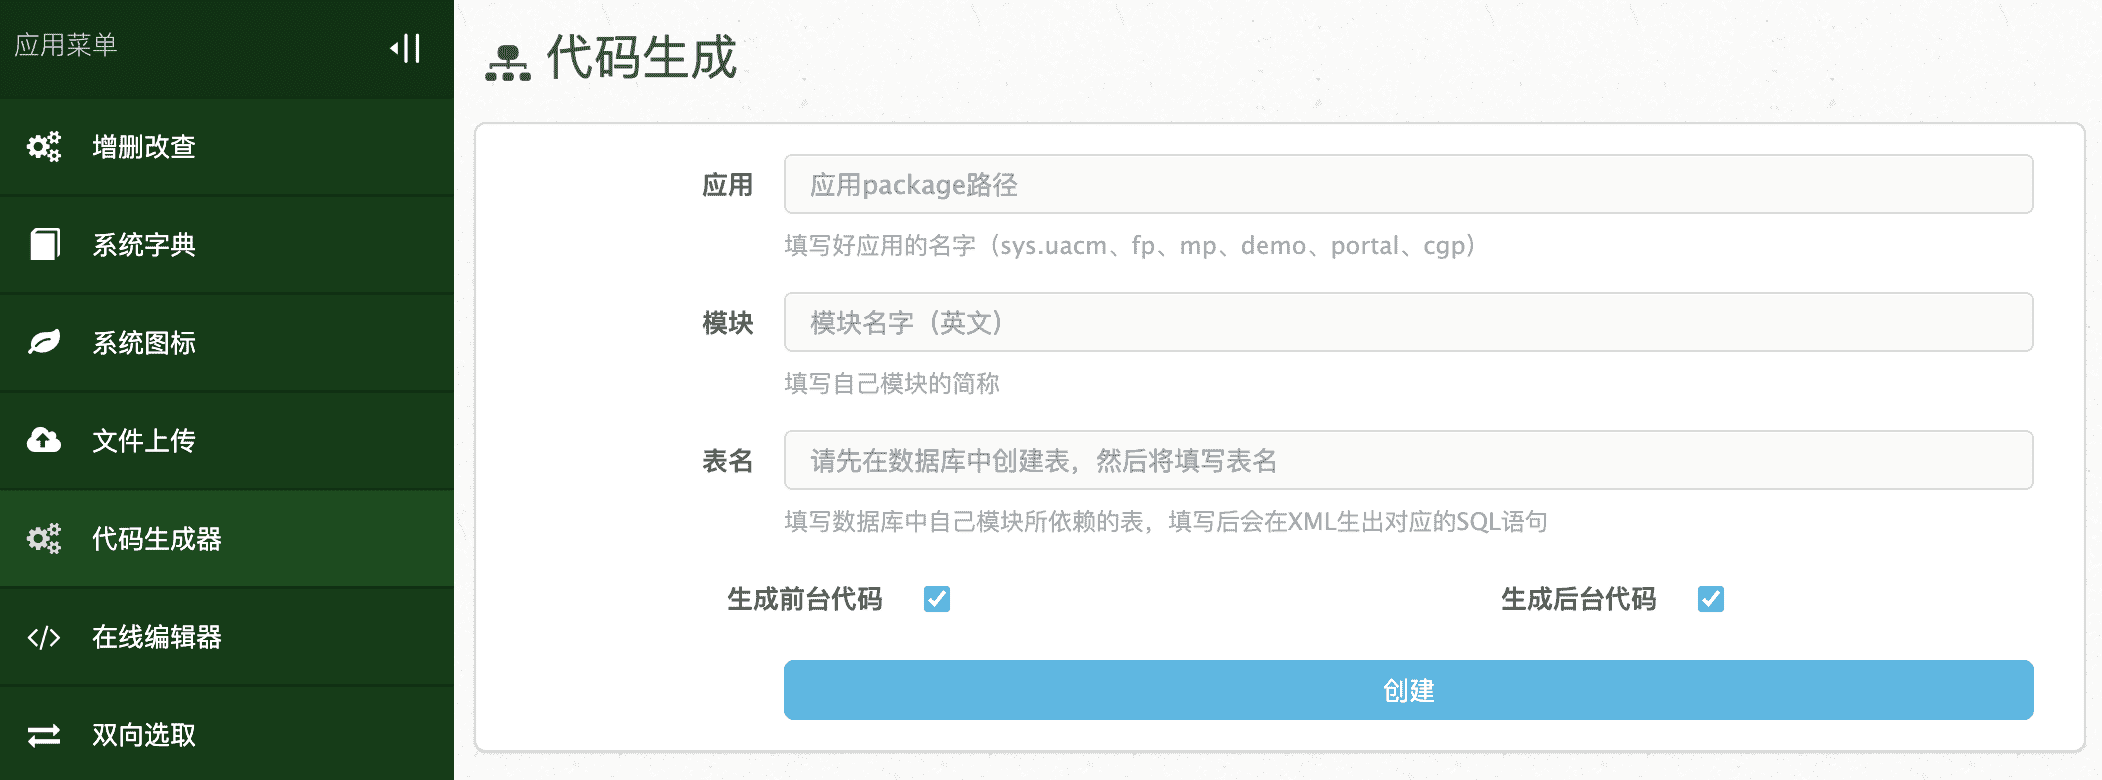 应用菜单
增删改查
系统字典
系统图标
文件上传
代码生成器
在线编辑器
双向选取
代码生成
应用
应用package路径
填写好应用的名字（sys.uacm、fp、mp、demo、portal、cgp）
模块
模块名字（英文）
填写自己模块的简称
表名
请先在数据库中创建表，然后将填写表名
填写数据库中自己模块所依赖的表，填写后会在XML生出对应的SQL语句
生成前台代码
生成后台代码
创建